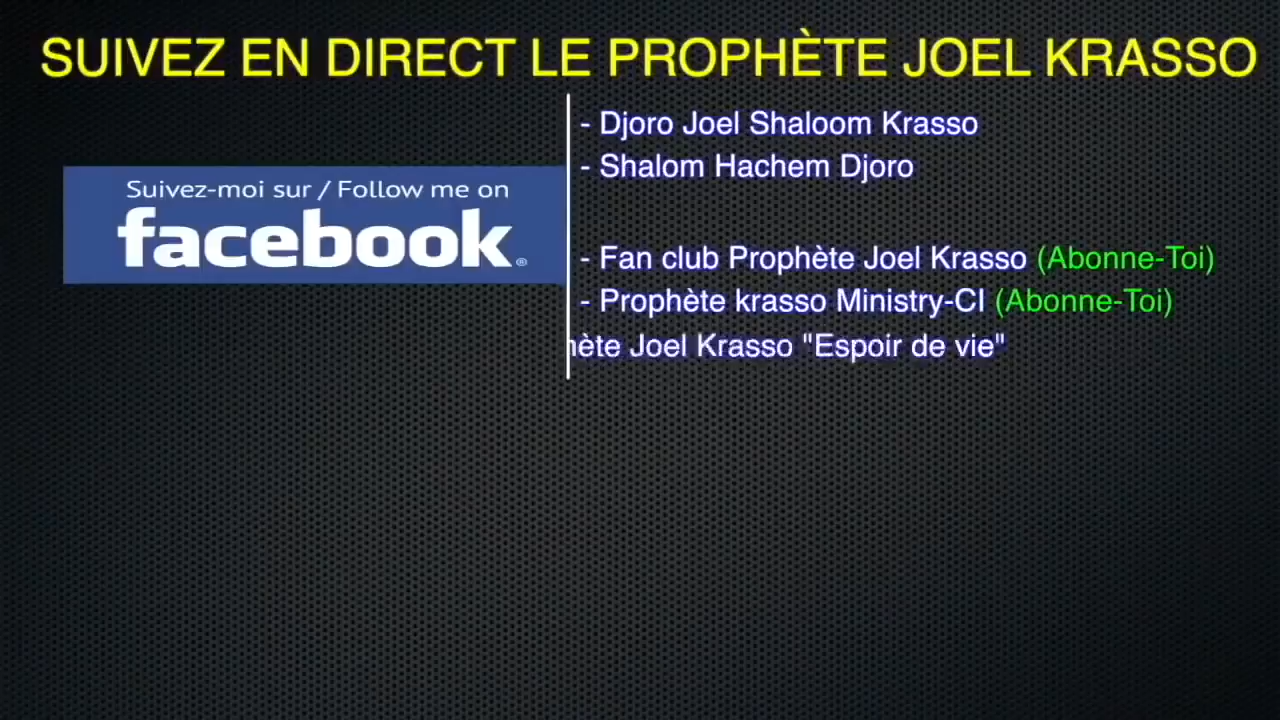 SUIVEZ EN DIRECT LE PROPHÈTE JOEL KRASSO
- Djoro Joel Shaloom Krasso
- Shalom Hachem Djoro
Suivez-moi sur / Follow me on
facebook®
- Fan club Prophète Joel Krasso (Abonne-Toi)
- Prophète krasso Ministry-CI (Abonne-Toi)
Joel Krasso "Espoir de vie"